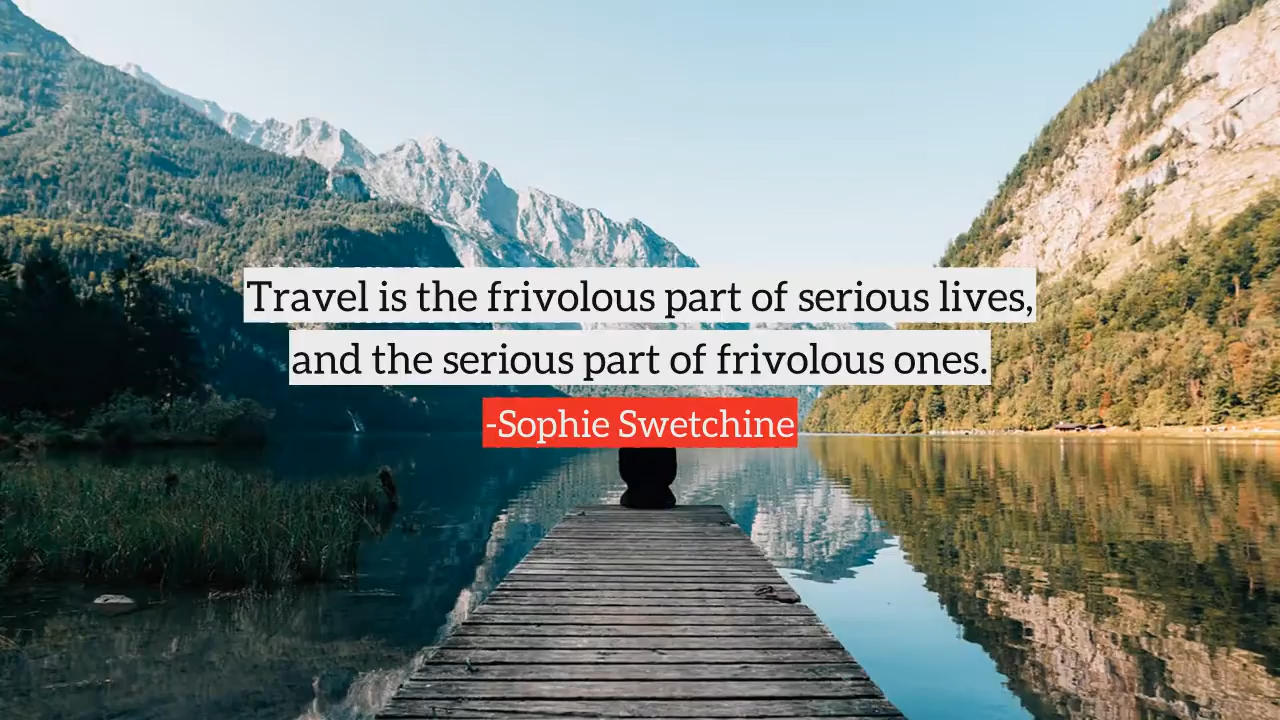 Travel is the frivolous part of serious lives,
and the serious part of frivolous ones.
-Sophie Swetchine